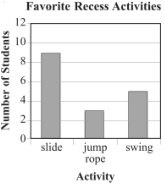 Favorite Recess Activities
Number of Students
12
10
8
6
4
2
0
slide
jump
rope
swing
Activity